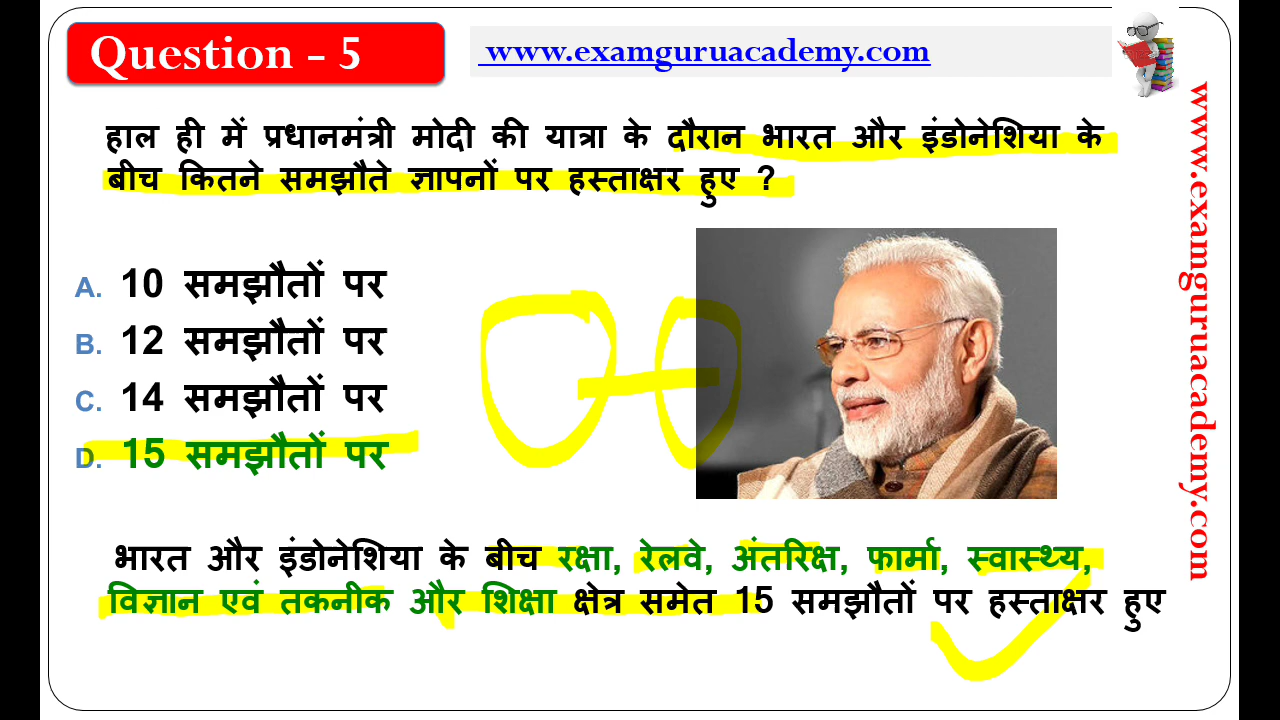 Question - 5
www.examguruacademy.com
हाल ही में प्रधानमंत्री मोदी की यात्रा के दौरान भारत और इंडोनेशिया के
बीच कितने समझौते ज्ञापनों पर हस्ताक्षर हुए ?
A. 10 समझौतों पर
B. 12 समझौतों पर
C. 14 समझौतों पर
D. 15 समझौतों पर
भारत और इंडोनेशिया के बीच रक्षा, रेलवे, अंतरिक्ष, फार्मा, स्वास्थ्य,
विज्ञान एवं तकनीक और शिक्षा क्षेत्र समेत 15 समझौतों पर हस्ताक्षर हुए
www.examguruacademy.com